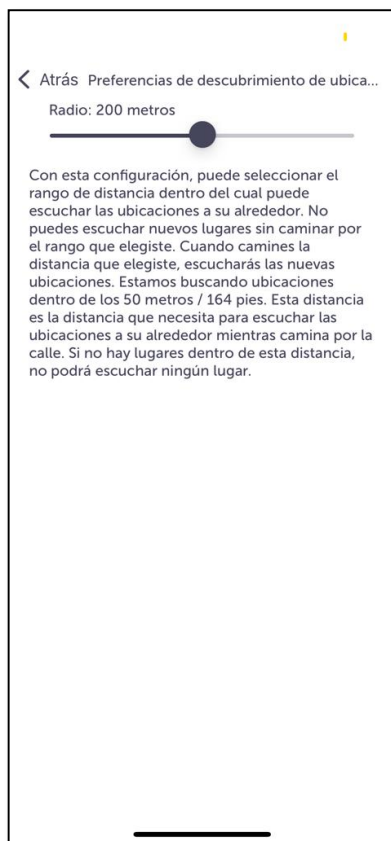 Atrás Preferencias de descubrimiento de ubica...
Radio: 200 metros
Con esta configuración, puede seleccionar el
rango de distancia dentro del cual puede
escuchar las ubicaciones a su alrededor. No
puedes escuchar nuevos lugares sin caminar por
el rango que elegiste. Cuando camines la
distancia que elegiste, escucharás las nuevas
ubicaciones. Estamos buscando ubicaciones
dentro de los 50 metros / 164 pies. Esta distancia
es la distancia que necesita para escuchar las
ubicaciones a su alrededor mientras camina por la
calle. Si no hay lugares dentro de esta distancia,
no podrá escuchar ningún lugar.